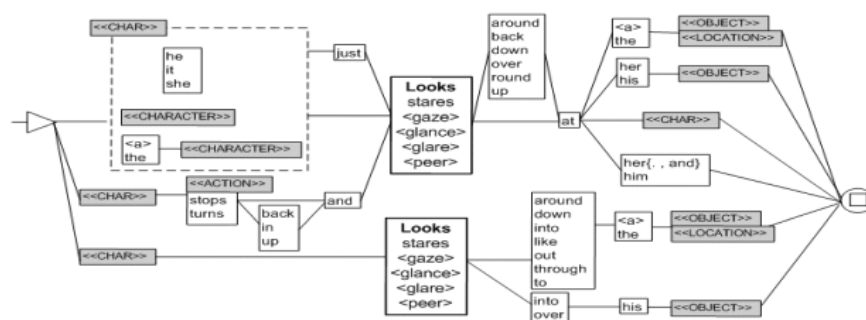 <<CHAR>>
he
it
she
<<CHARACTER>>
<a>
the
<<CHARACTER>>
just
<<CHAR>>
<<ACTION>>
stops
turns
back
in
up
and
<<CHAR>>
Looks
stares
<gaze>
<glance>
<glare>
<peer>
around
back
down
over
round
up
at
<a>
the
<<OBJECT>>
<<LOCATION>>
her
his
<<OBJECT>>
<<CHAR>>
her{. , and}
him
Looks
stares
<gaze>
<glance>
<glare>
<peer>
around
down
into
like
out
through
to
<a>
the
<<OBJECT>>
<<LOCATION>>
into
over
his
<<OBJECT>>